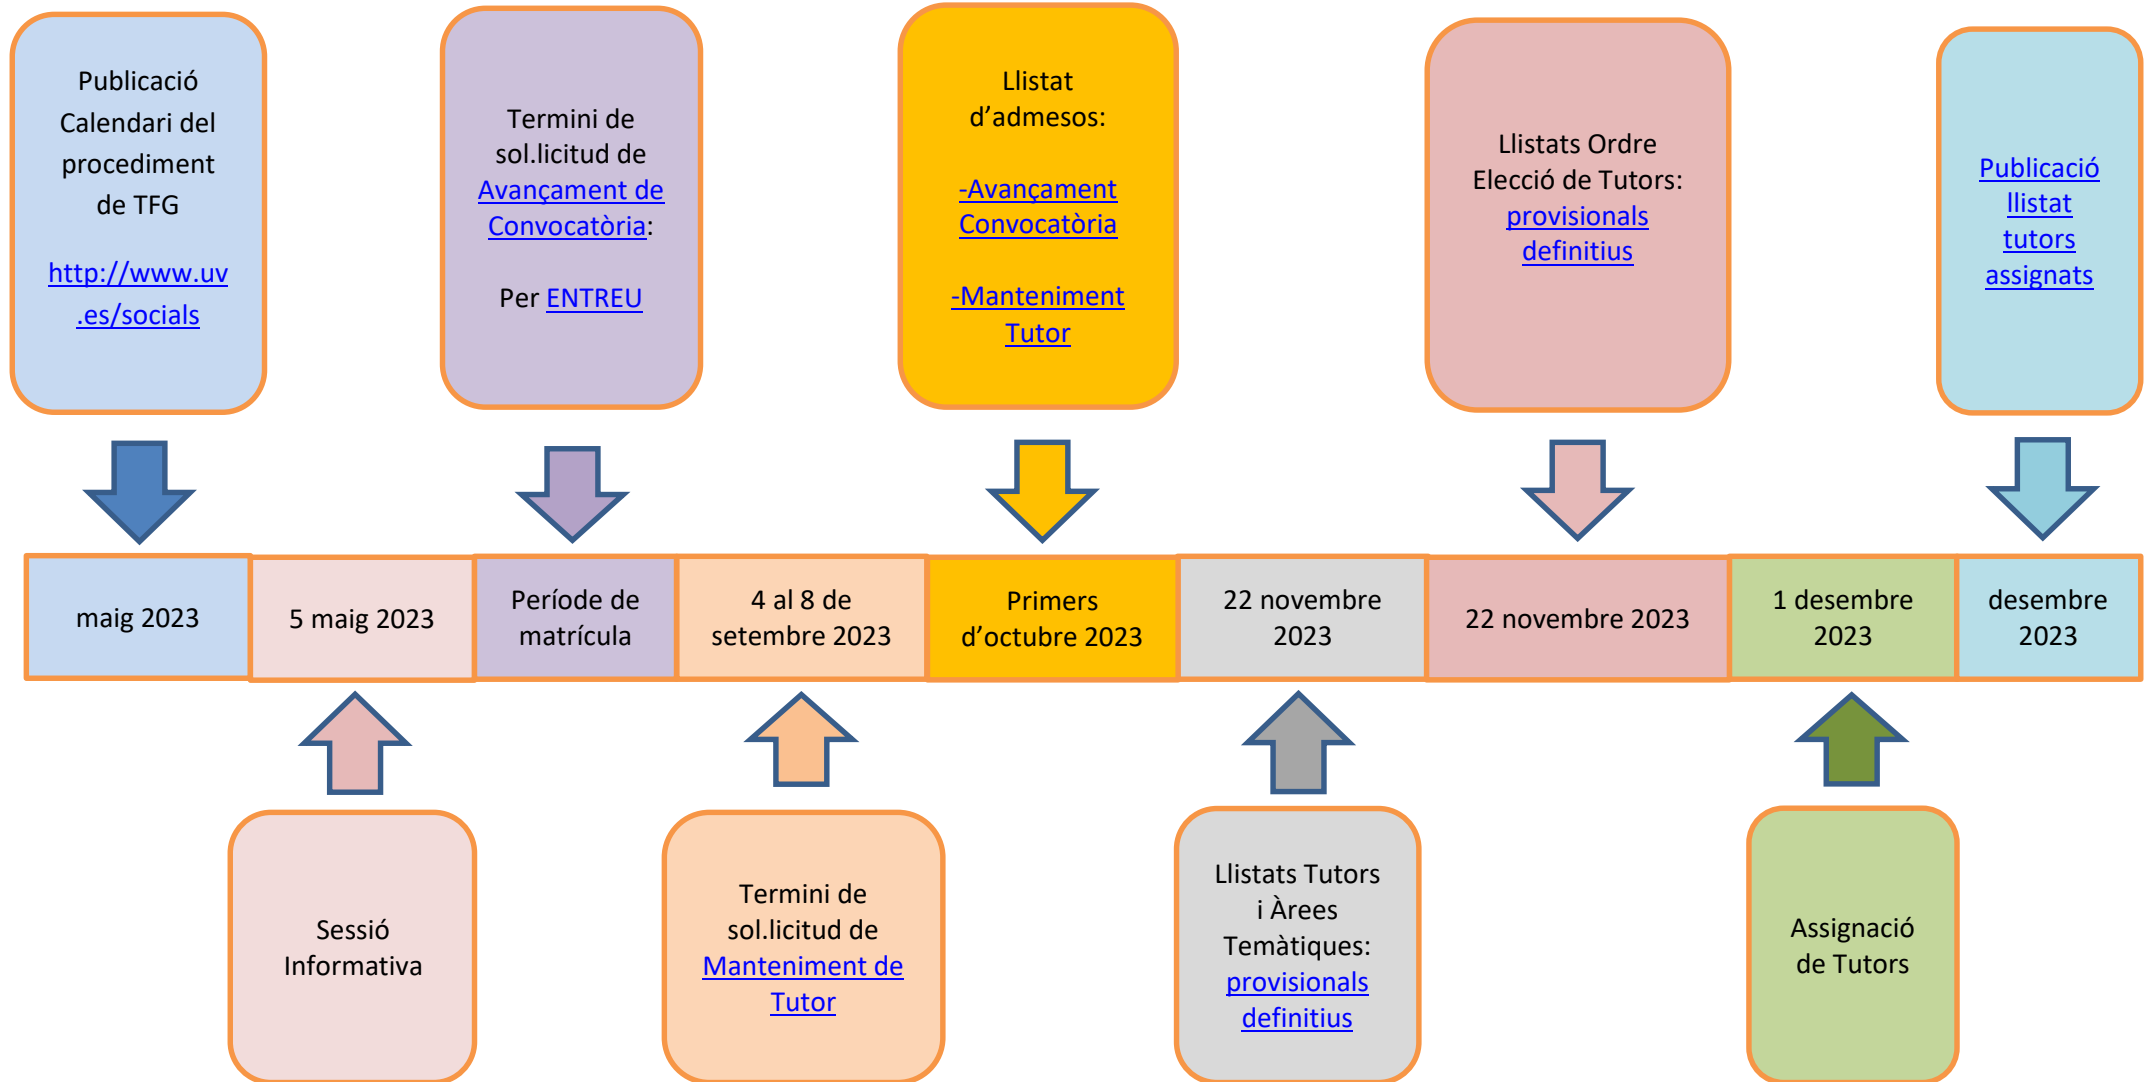 Publicació
Calendari del
procediment
de TFG
http://www.uv
.es/socials
Termini de
sol.licitud de
Avançament de
Convocatòria:
Per ENTREU
Llistat
d’admesos:
-Avançament
Convocatòria
-Manteniment
Tutor
Llistats Ordre
Elecció de Tutors:
provisionals
definitius
Publicació
llistat
tutors
assignats
maig 2023
5 maig 2023
Període de
matrícula
4 al 8 de
setembre 2023
Primers
d’octubre 2023
22 novembre
2023
22 novembre 2023
1 desembre
2023
desembre
2023
Sessió
Informativa
Termini de
sol.licitud de
Manteniment de
Tutor
Llistats Tutors
i Àrees
Temàtiques:
provisionals
definitius
Assignació
de Tutors